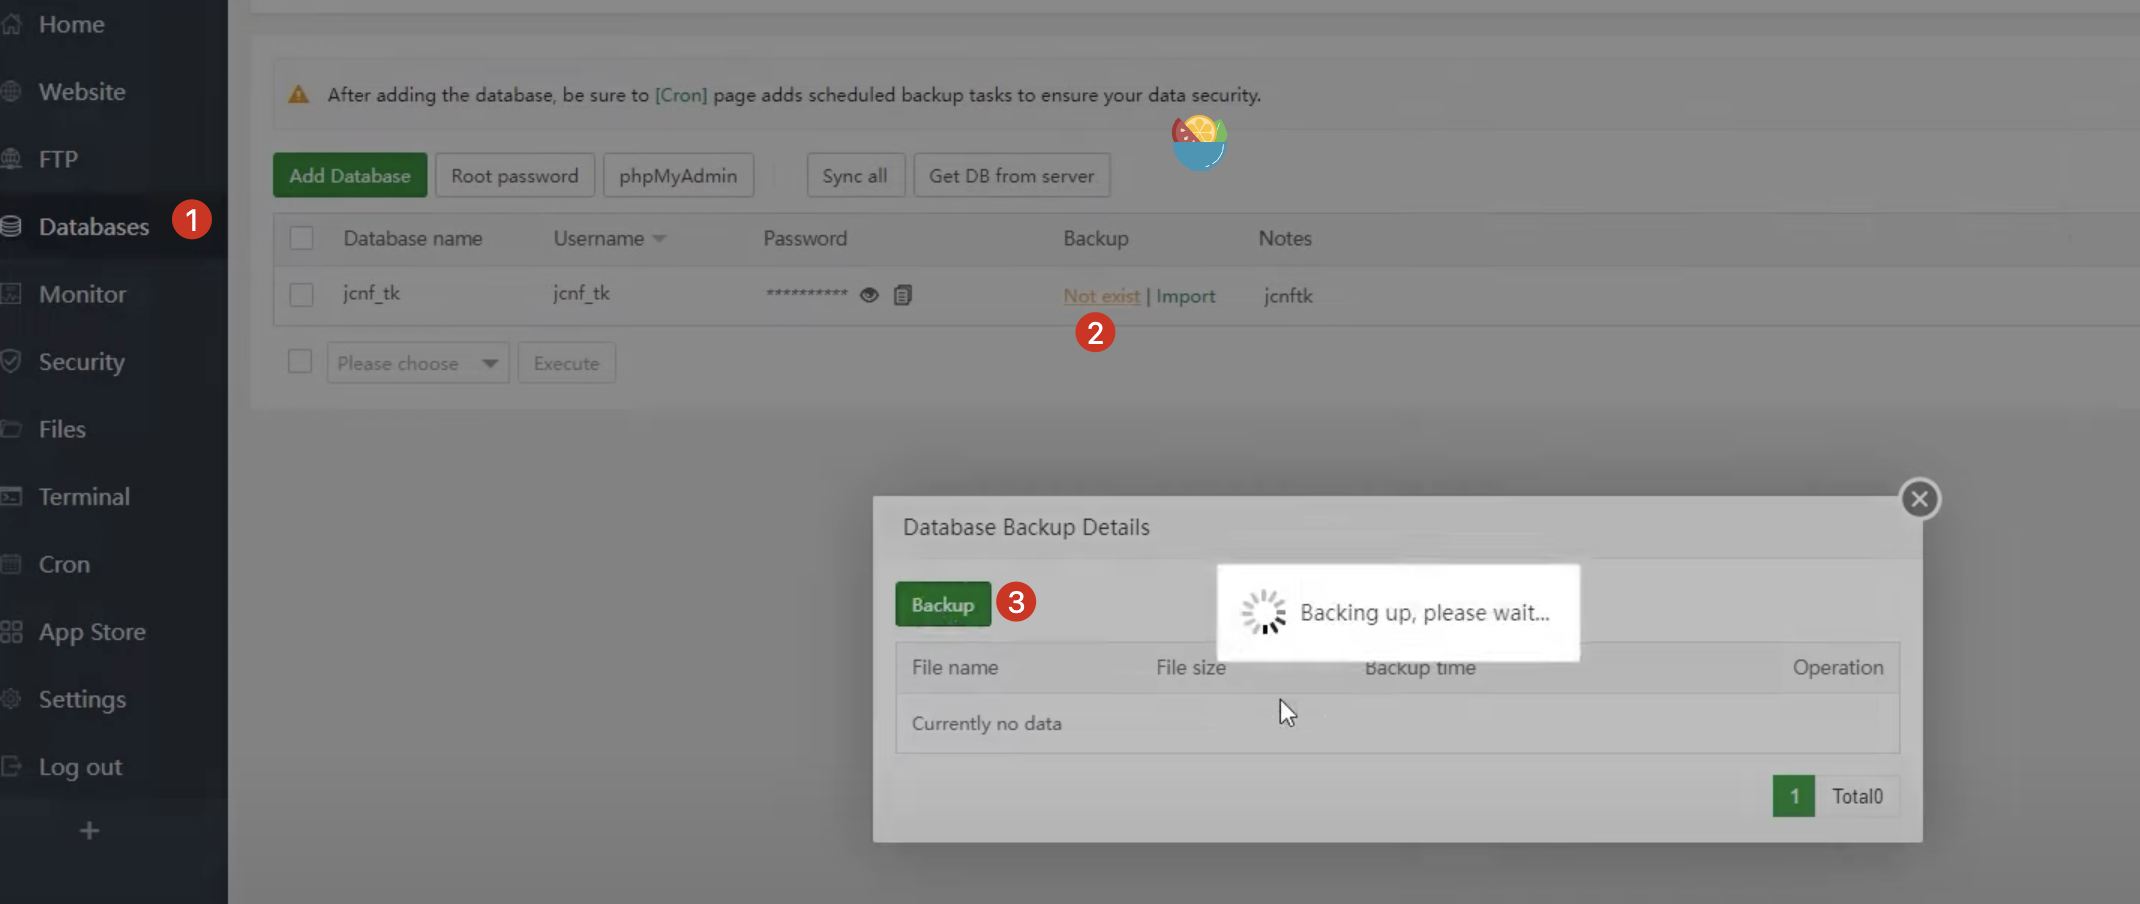 Home
Website
FTP
Databases 1
Monitor
Security
Files
Terminal
Cron
App Store
Settings
Log out
+
After adding the database, be sure to [Cron] page adds scheduled backup tasks to ensure your data security.
Add Database Root password phpMyAdmin Sync all Get DB from server
Database name Username Password Backup Notes
jcnf_tk jcnf_tk ********** Not exist | Import jcnftk
2
Please choose Execute
Database Backup Details
Backup 3
Backing up, please wait...
File name File size Backup time Operation
Currently no data
1 Total0